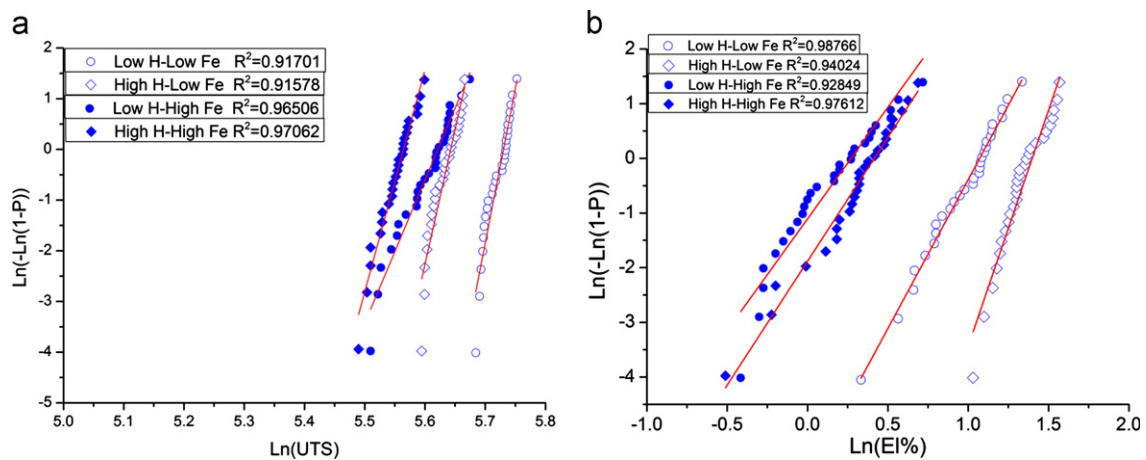 a
Low H-Low Fe R²=0.91701
High H-Low Fe R²=0.91578
Low H-High Fe R²=0.96506
High H-High Fe R²=0.97062
2
1
0
-1
-2
-3
-4
-5
Ln(-Ln(1-P))
5.0 5.1 5.2 5.3 5.4 5.5 5.6 5.7 5.8
Ln(UTS)
b
Low H-Low Fe R²=0.98766
High H-Low Fe R²=0.94024
Low H-High Fe R²=0.92849
High H-High Fe R²=0.97612
2
1
0
-1
-2
-3
-4
Ln(-Ln(1-P))
-1.0 -0.5 0.0 0.5 1.0 1.5 2.0
Ln(El%)